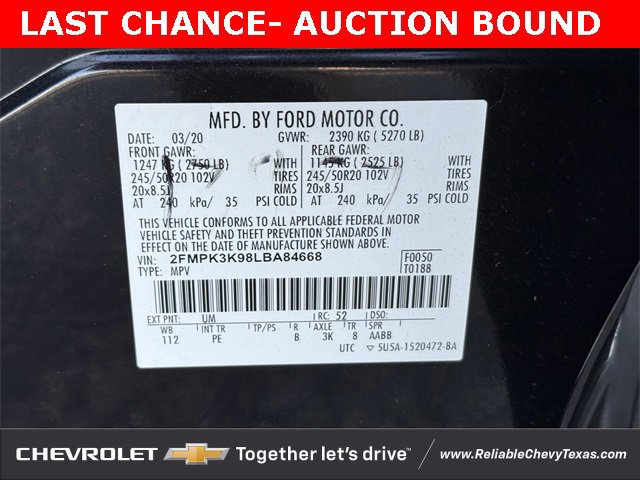 LAST CHANCE- AUCTION BOUND
MFD. BY FORD MOTOR CO.
DATE: 03/20 GVWR: 2390 KG ( 5270 LB)
FRONT GAWR: REAR GAWR:
1247 KG ( 2750 LB) WITH 1145 KG ( 2525 LB) WITH
245/50R20 102V TIRES 245/50R20 102V TIRES
20x8.5J RIMS 20x8.5J RIMS
AT 240 kPa/ 35 PSI COLD AT 240 kPa/ 35 PSI COLD
THIS VEHICLE CONFORMS TO ALL APPLICABLE FEDERAL MOTOR
VEHICLE SAFETY AND THEFT PREVENTION STANDARDS IN
EFFECT ON THE DATE OF MANUFACTURE SHOWN ABOVE.
VIN: 2FMPK3K98LBA84668 F0050
TYPE: MPV T0188
EXT PNT: UM RC: 52 DSO:
WB INT TR TP/PS R AXLE TR SPR
112 PE B 3K 8 AABB
UTC ▽5U5A-1520472-BA
CHEVROLET Together let's drive™ www.ReliableChevyTexas.com